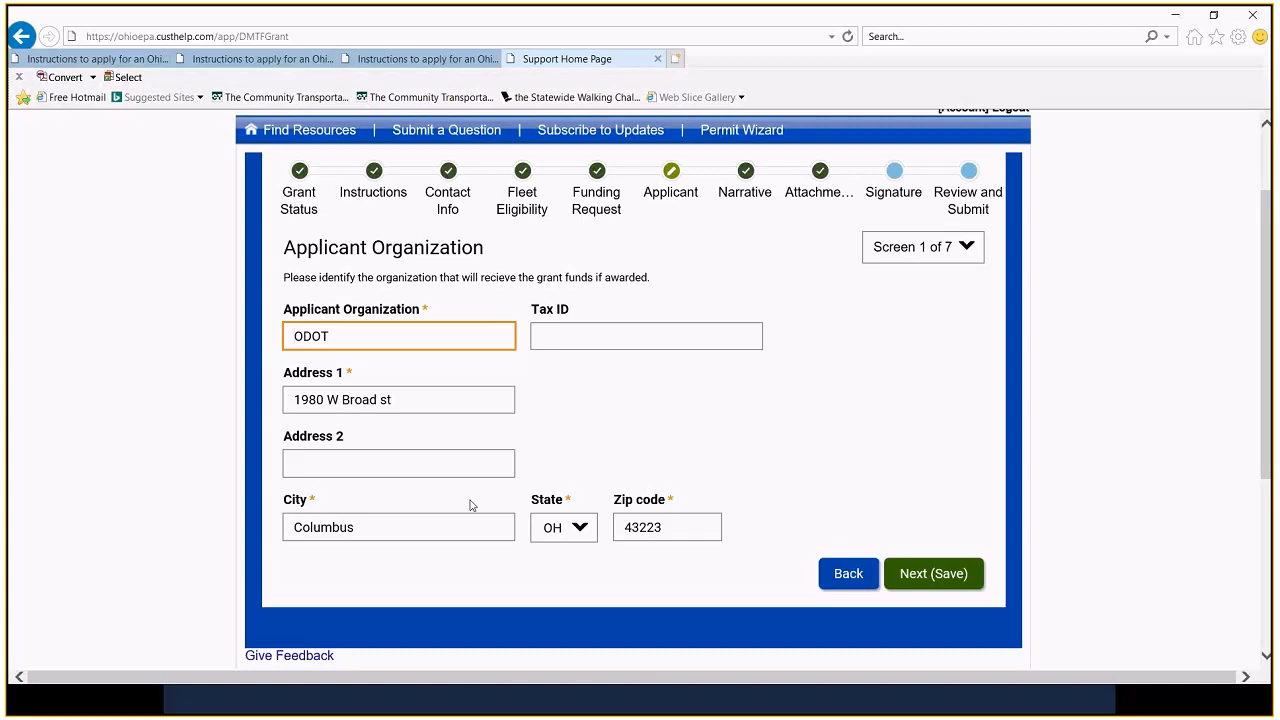 https://ohioepa.custhelp.com/app/DMTFGrant
Search...
Instructions to apply for an Ohi...
Instructions to apply for an Ohi...
Instructions to apply for an Ohi...
Support Home Page
Convert
Select
Free Hotmail
Suggested Sites
The Community Transporta...
The Community Transporta...
the Statewide Walking Chal...
Web Slice Gallery
[Account] Logout
Find Resources | Submit a Question | Subscribe to Updates | Permit Wizard
Grant Status
Instructions
Contact Info
Fleet Eligibility
Funding Request
Applicant
Narrative
Attachme...
Signature
Review and Submit
Applicant Organization
Screen 1 of 7
Please identify the organization that will recieve the grant funds if awarded.
Applicant Organization *
Tax ID
ODOT
Address 1 *
1980 W Broad st
Address 2
City *
State *
Zip code *
Columbus
OH
43223
Back
Next (Save)
Give Feedback